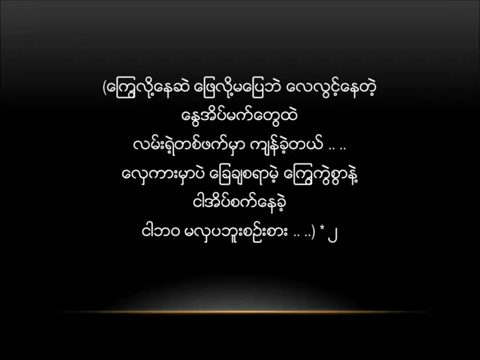 (ကြွေလို့နေဆဲ ဖြေလို့မပြေဘဲ လေလွင့်နေတဲ့
နွေအိပ်မက်တွေထဲ
လမ်းရဲ့တစ်ဖက်မှာ ကျန်ခဲ့တယ် .. ..
လှေကားမှာပဲ ခြေချစရာမဲ့ ကြွေကွဲစွာနဲ့
ငါအိပ်စက်နေခဲ့
ငါဘဝ မလှပဘူးစဉ်းစား .. ..) * ၂